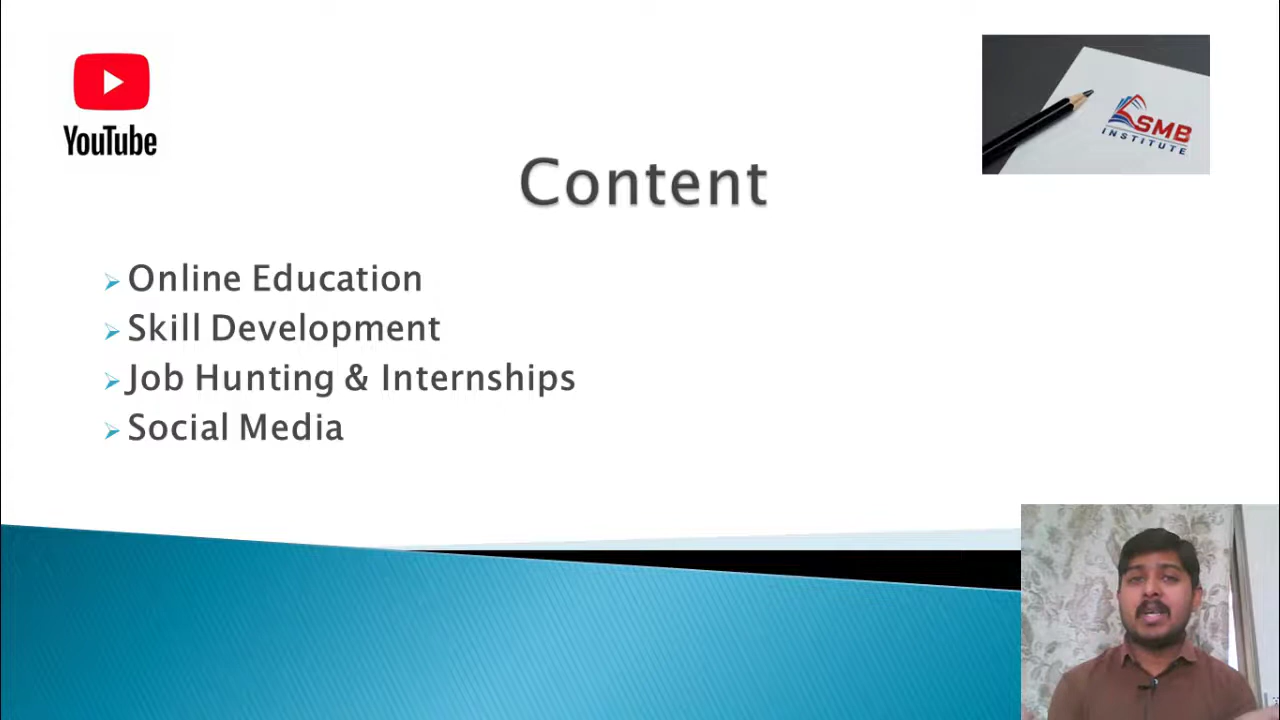 YouTube
SMB
INSTITUTE
Content
Online Education
Skill Development
Job Hunting & Internships
Social Media